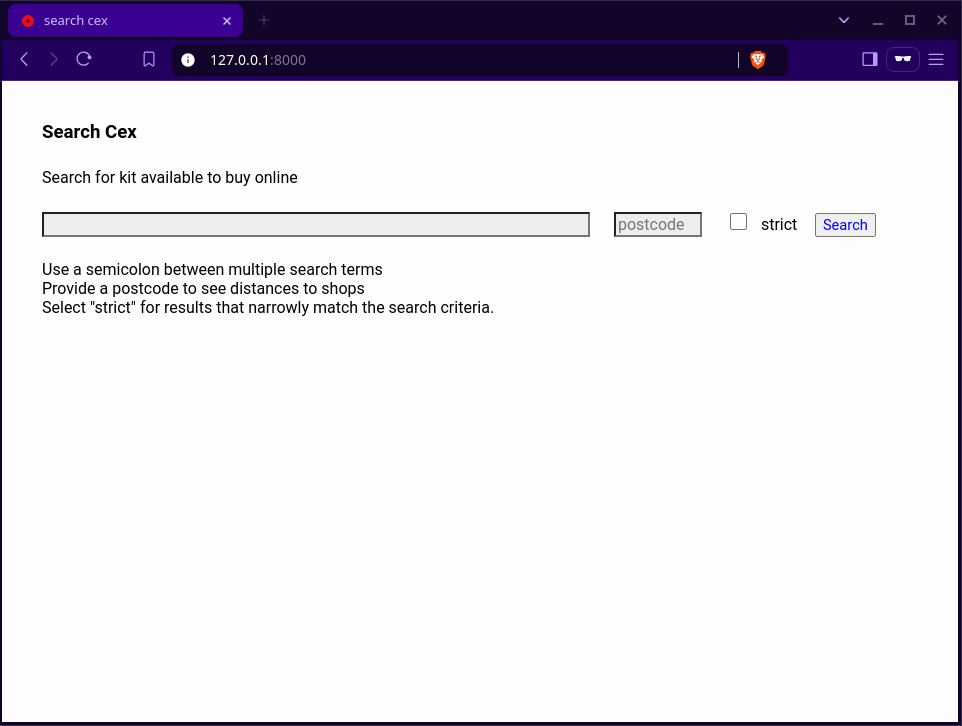 search cex
127.0.0.1:8000
Search Cex
Search for kit available to buy online
postcode strict Search
Use a semicolon between multiple search terms
Provide a postcode to see distances to shops
Select "strict" for results that narrowly match the search criteria.